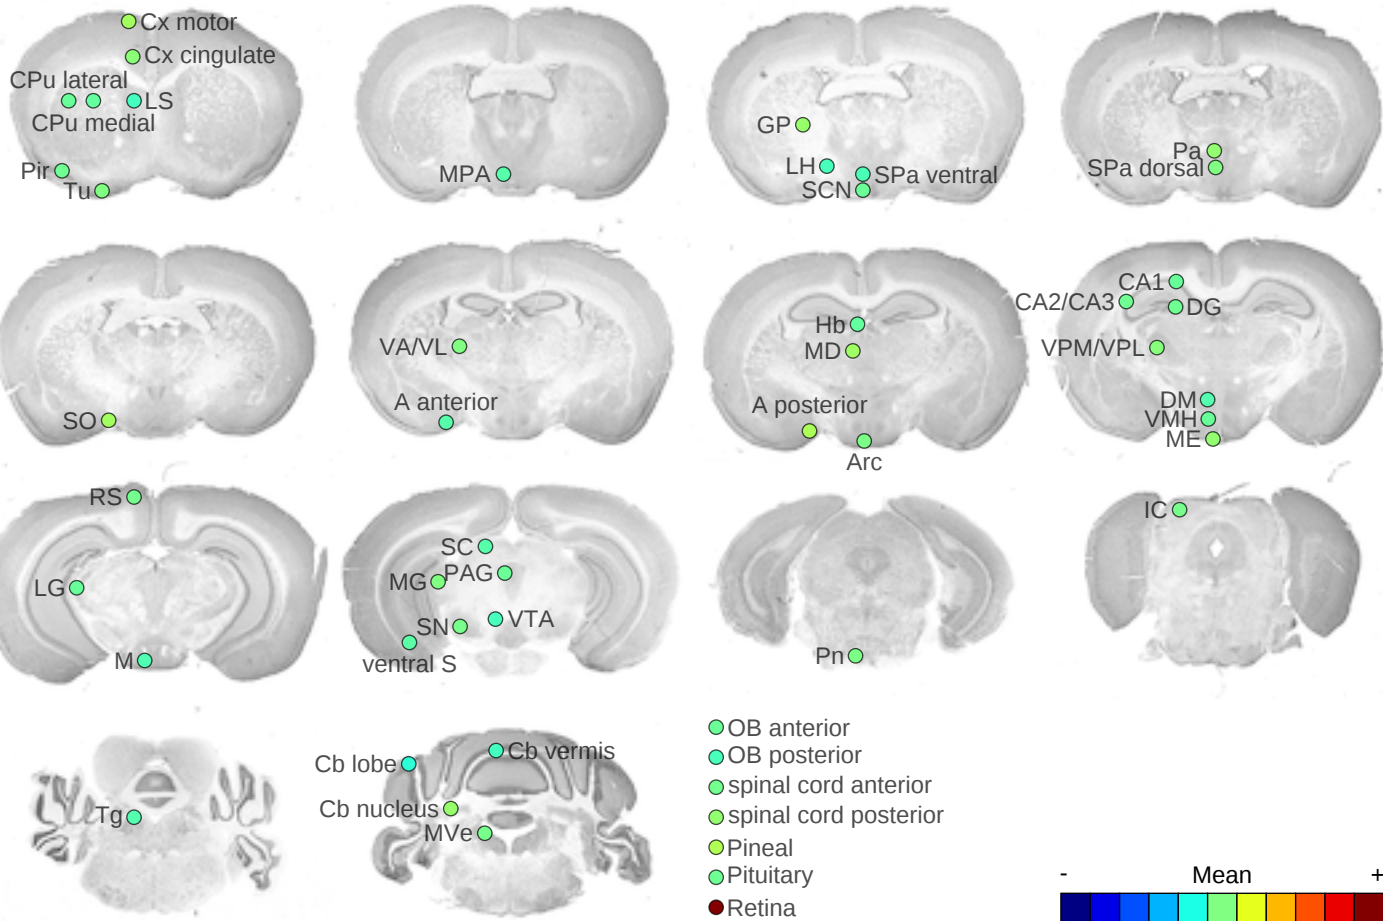 Cx motor
Cx cingulate
CPu lateral
LS
CPu medial
Pir
Tu
MPA
GP
LH
SPa ventral
SCN
Pa
SPa dorsal
SO
VA/VL
A anterior
Hb
MD
A posterior
Arc
CA1
CA2/CA3
DG
VPM/VPL
DM
VMH
ME
RS
LG
M
SC
MG
PAG
SN
VTA
ventral S
Pn
IC
Tg
Cb lobe
Cb vermis
Cb nucleus
MVe
OB anterior
OB posterior
spinal cord anterior
spinal cord posterior
Pineal
Pituitary
Retina
- Mean +